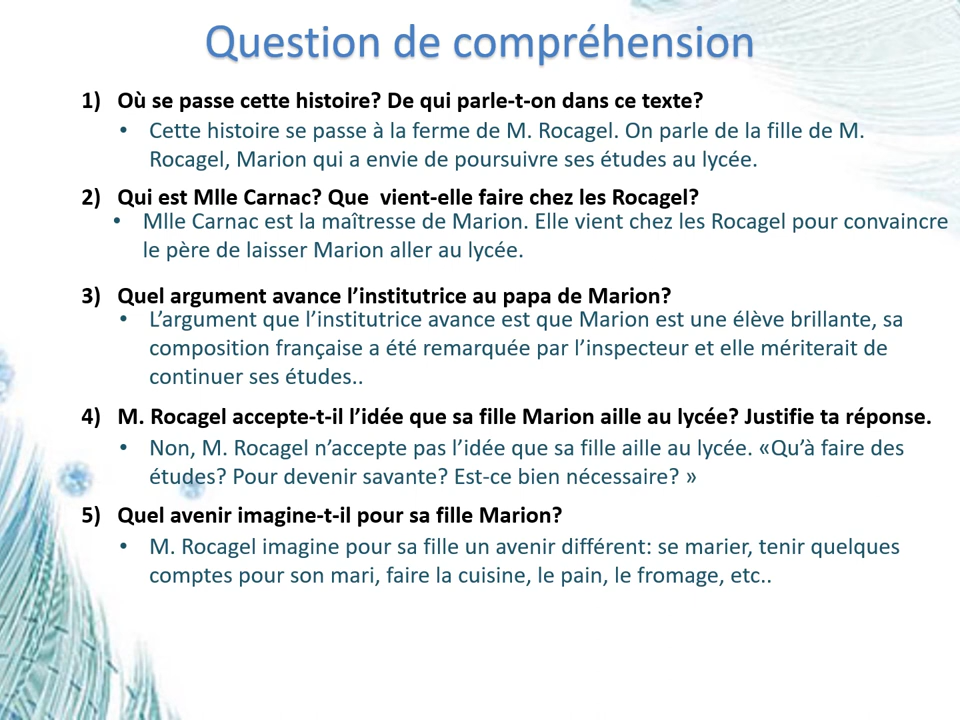 Question de compréhension
1) Où se passe cette histoire? De qui parle-t-on dans ce texte?
• Cette histoire se passe à la ferme de M. Rocagel. On parle de la fille de M.
Rocagel, Marion qui a envie de poursuivre ses études au lycée.
2) Qui est Mlle Carnac? Que  vient-elle faire chez les Rocagel?
• Mlle Carnac est la maîtresse de Marion. Elle vient chez les Rocagel pour convaincre
le père de laisser Marion aller au lycée.
3) Quel argument avance l’institutrice au papa de Marion?
• L’argument que l’institutrice avance est que Marion est une élève brillante, sa
composition française a été remarquée par l’inspecteur et elle mériterait de
continuer ses études..
4) M. Rocagel accepte-t-il l’idée que sa fille Marion aille au lycée? Justifie ta réponse.
• Non, M. Rocagel n’accepte pas l’idée que sa fille aille au lycée. «Qu’à faire des
études? Pour devenir savante? Est-ce bien nécessaire? »
5) Quel avenir imagine-t-il pour sa fille Marion?
• M. Rocagel imagine pour sa fille un avenir différent: se marier, tenir quelques
comptes pour son mari, faire la cuisine, le pain, le fromage, etc..